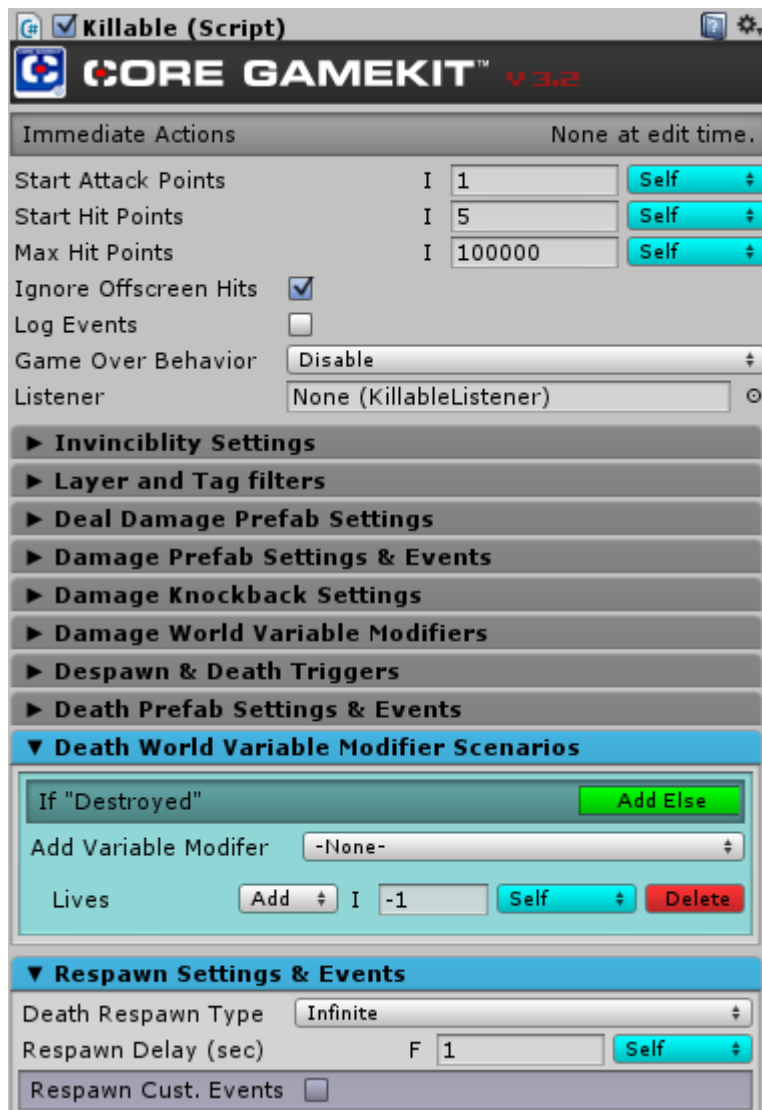 Killable (Script)
CORE GAMEKIT™ V 3.2
Immediate Actions None at edit time.
Start Attack Points I 1 Self
Start Hit Points I 5 Self
Max Hit Points I 100000 Self
Ignore Offscreen Hits
Log Events
Game Over Behavior Disable
Listener None (KillableListener)
► Invinciblity Settings
► Layer and Tag filters
► Deal Damage Prefab Settings
► Damage Prefab Settings & Events
► Damage Knockback Settings
► Damage World Variable Modifiers
► Despawn & Death Triggers
► Death Prefab Settings & Events
▼ Death World Variable Modifier Scenarios
If "Destroyed" Add Else
Add Variable Modifer -None-
Lives Add I -1 Self Delete
▼ Respawn Settings & Events
Death Respawn Type Infinite
Respawn Delay (sec) F 1 Self
Respawn Cust. Events